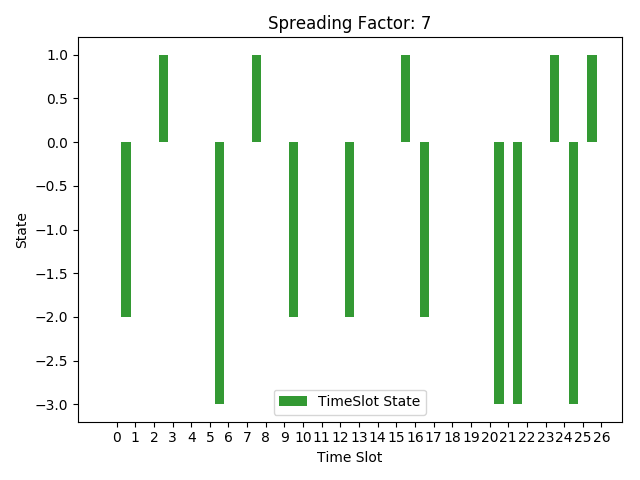 Spreading Factor: 7
1.0
0.5
0.0
−0.5
−1.0
−1.5
−2.0
−2.5
−3.0
State
TimeSlot State
0 1 2 3 4 5 6 7 8 9 10 11 12 13 14 15 16 17 18 19 20 21 22 23 24 25 26
Time Slot